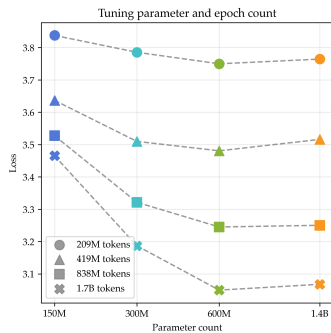 Tuning parameter and epoch count
3.8
3.7
3.6
3.5
3.4
3.3
3.2
3.1
Loss
209M tokens
419M tokens
838M tokens
1.7B tokens
150M 300M 600M 1.4B
Parameter count